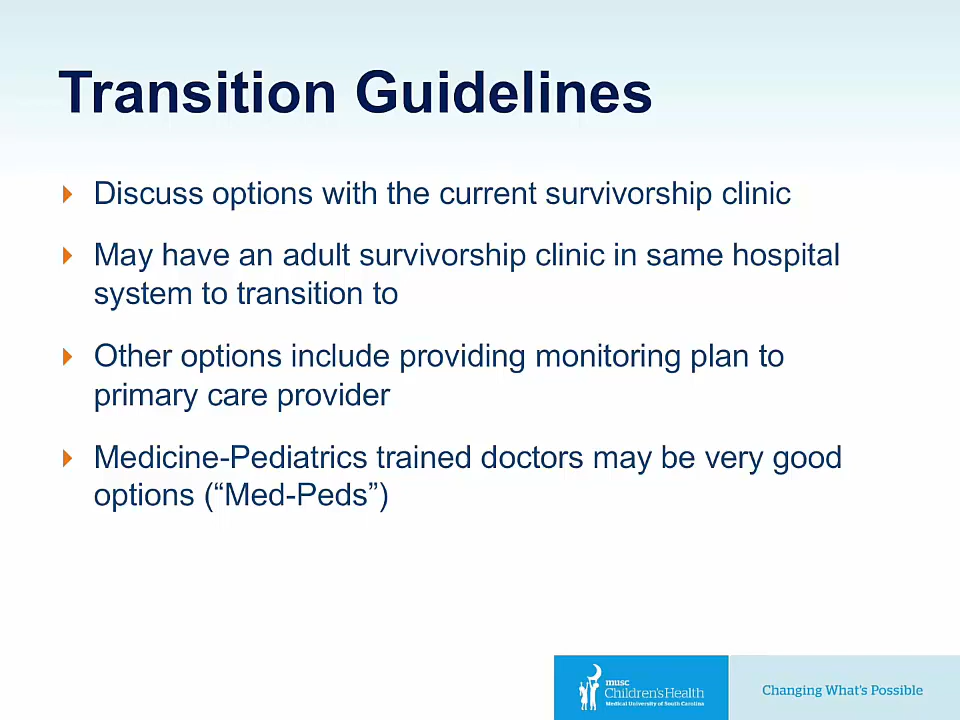 Transition Guidelines
Discuss options with the current survivorship clinic
May have an adult survivorship clinic in same hospital
system to transition to
Other options include providing monitoring plan to
primary care provider
Medicine-Pediatrics trained doctors may be very good
options (“Med-Peds”)
musc
Children's Health
Medical University of South Carolina
Changing What's Possible